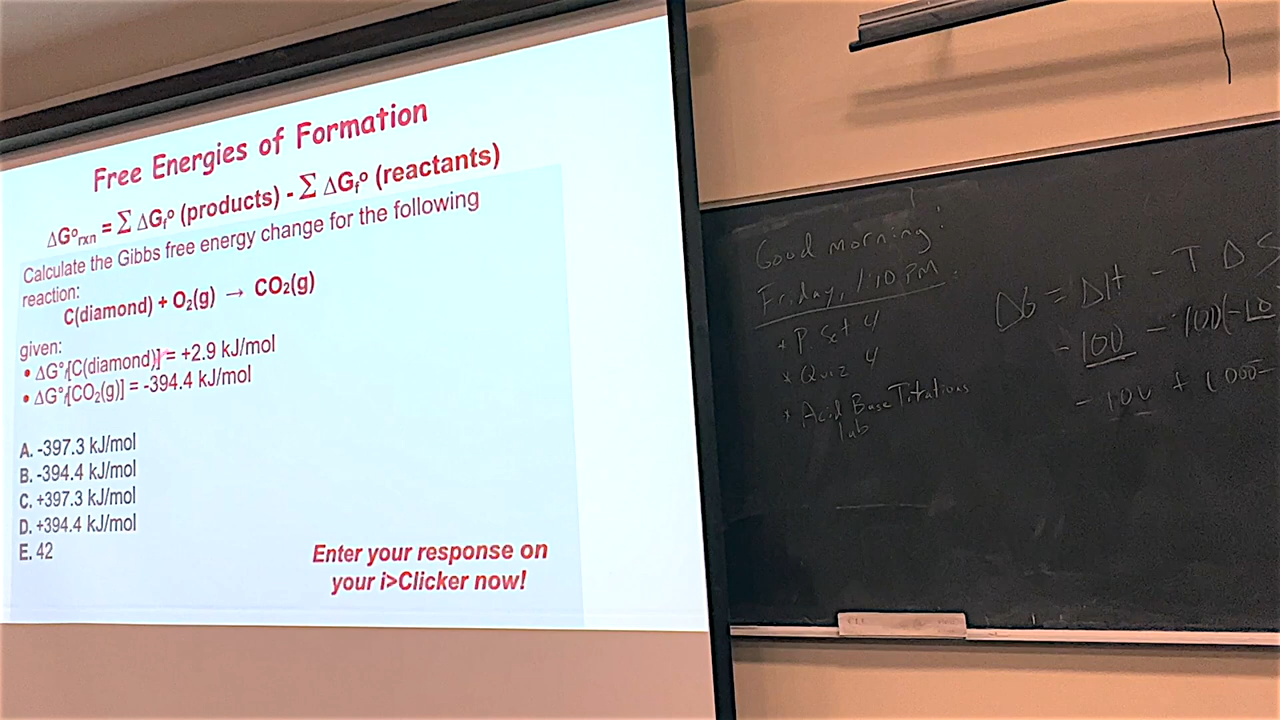 Free Energies of Formation
ΔG°rxn = ∑ ΔGf° (products) - ∑ ΔGf° (reactants)
Calculate the Gibbs free energy change for the following
reaction:
C(diamond) + O₂(g) → CO₂(g)
given:
• ΔG°f[C(diamond)] = +2.9 kJ/mol
• ΔG°f[CO₂(g)] = -394.4 kJ/mol
A. -397.3 kJ/mol
B. -394.4 kJ/mol
C. +397.3 kJ/mol
D. +394.4 kJ/mol
E. 42
Enter your response on
your i>Clicker now!
Good morning!
Friday, 1:10 PM
* P Set 4
* Quiz 4
* Acid Base Titrations
lab
ΔG = ΔH - T ΔS
-100 - 100(-10
-100 + 1000